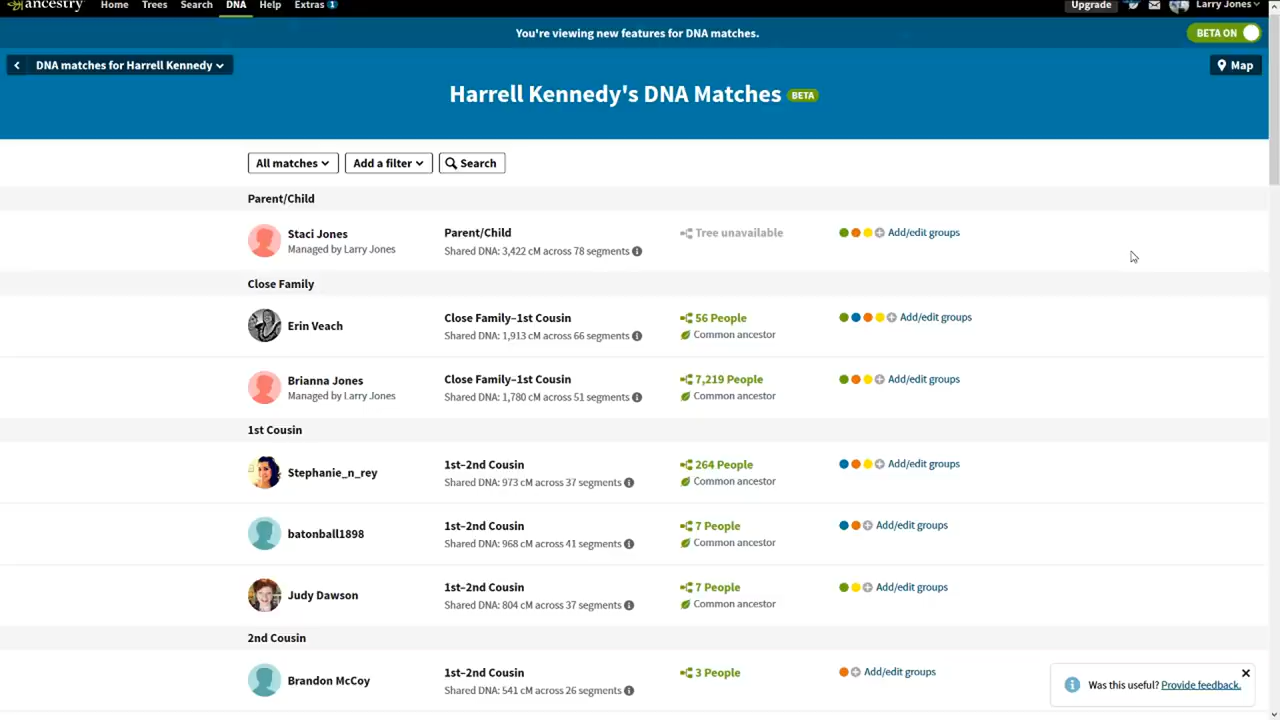 ancestry Home Trees Search DNA Help Extras 1 Upgrade Larry Jones
You're viewing new features for DNA matches. BETA ON
DNA matches for Harrell Kennedy Map
Harrell Kennedy's DNA Matches BETA
All matches Add a filter Search
Parent/Child
Staci Jones Parent/Child Tree unavailable Add/edit groups
Managed by Larry Jones Shared DNA: 3,422 cM across 78 segments
Close Family
Erin Veach Close Family–1st Cousin 56 People Add/edit groups
Shared DNA: 1,913 cM across 66 segments Common ancestor
Brianna Jones Close Family–1st Cousin 7,219 People Add/edit groups
Managed by Larry Jones Shared DNA: 1,780 cM across 51 segments Common ancestor
1st Cousin
Stephanie_n_rey 1st–2nd Cousin 264 People Add/edit groups
Shared DNA: 973 cM across 37 segments Common ancestor
batonball1898 1st–2nd Cousin 7 People Add/edit groups
Shared DNA: 968 cM across 41 segments Common ancestor
Judy Dawson 1st–2nd Cousin 7 People Add/edit groups
Shared DNA: 804 cM across 37 segments Common ancestor
2nd Cousin
Brandon McCoy 1st–2nd Cousin 3 People Add/edit groups
Shared DNA: 541 cM across 26 segments
Was this useful? Provide feedback.